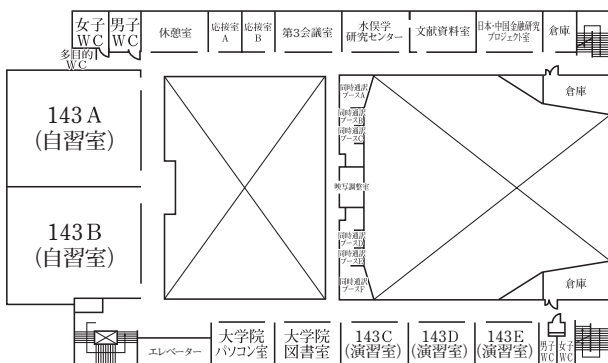 女子
WC
男子
WC
多目的
WC
休憩室
応接室
A
応接室
B
第3会議室
水俣学
研究センター
文献資料室
日本・中国金融研究
プロジェクト室
倉庫
143A
(自習室)
143B
(自習室)
同時通訳
ブースA
同時通訳
ブースB
同時通訳
ブースC
映写調整室
同時通訳
ブースD
同時通訳
ブースE
同時通訳
ブースF
倉庫
倉庫
エレベーター
大学院
パソコン室
大学院
図書室
143C
(演習室)
143D
(演習室)
143E
(演習室)
男子
WC
女子
WC